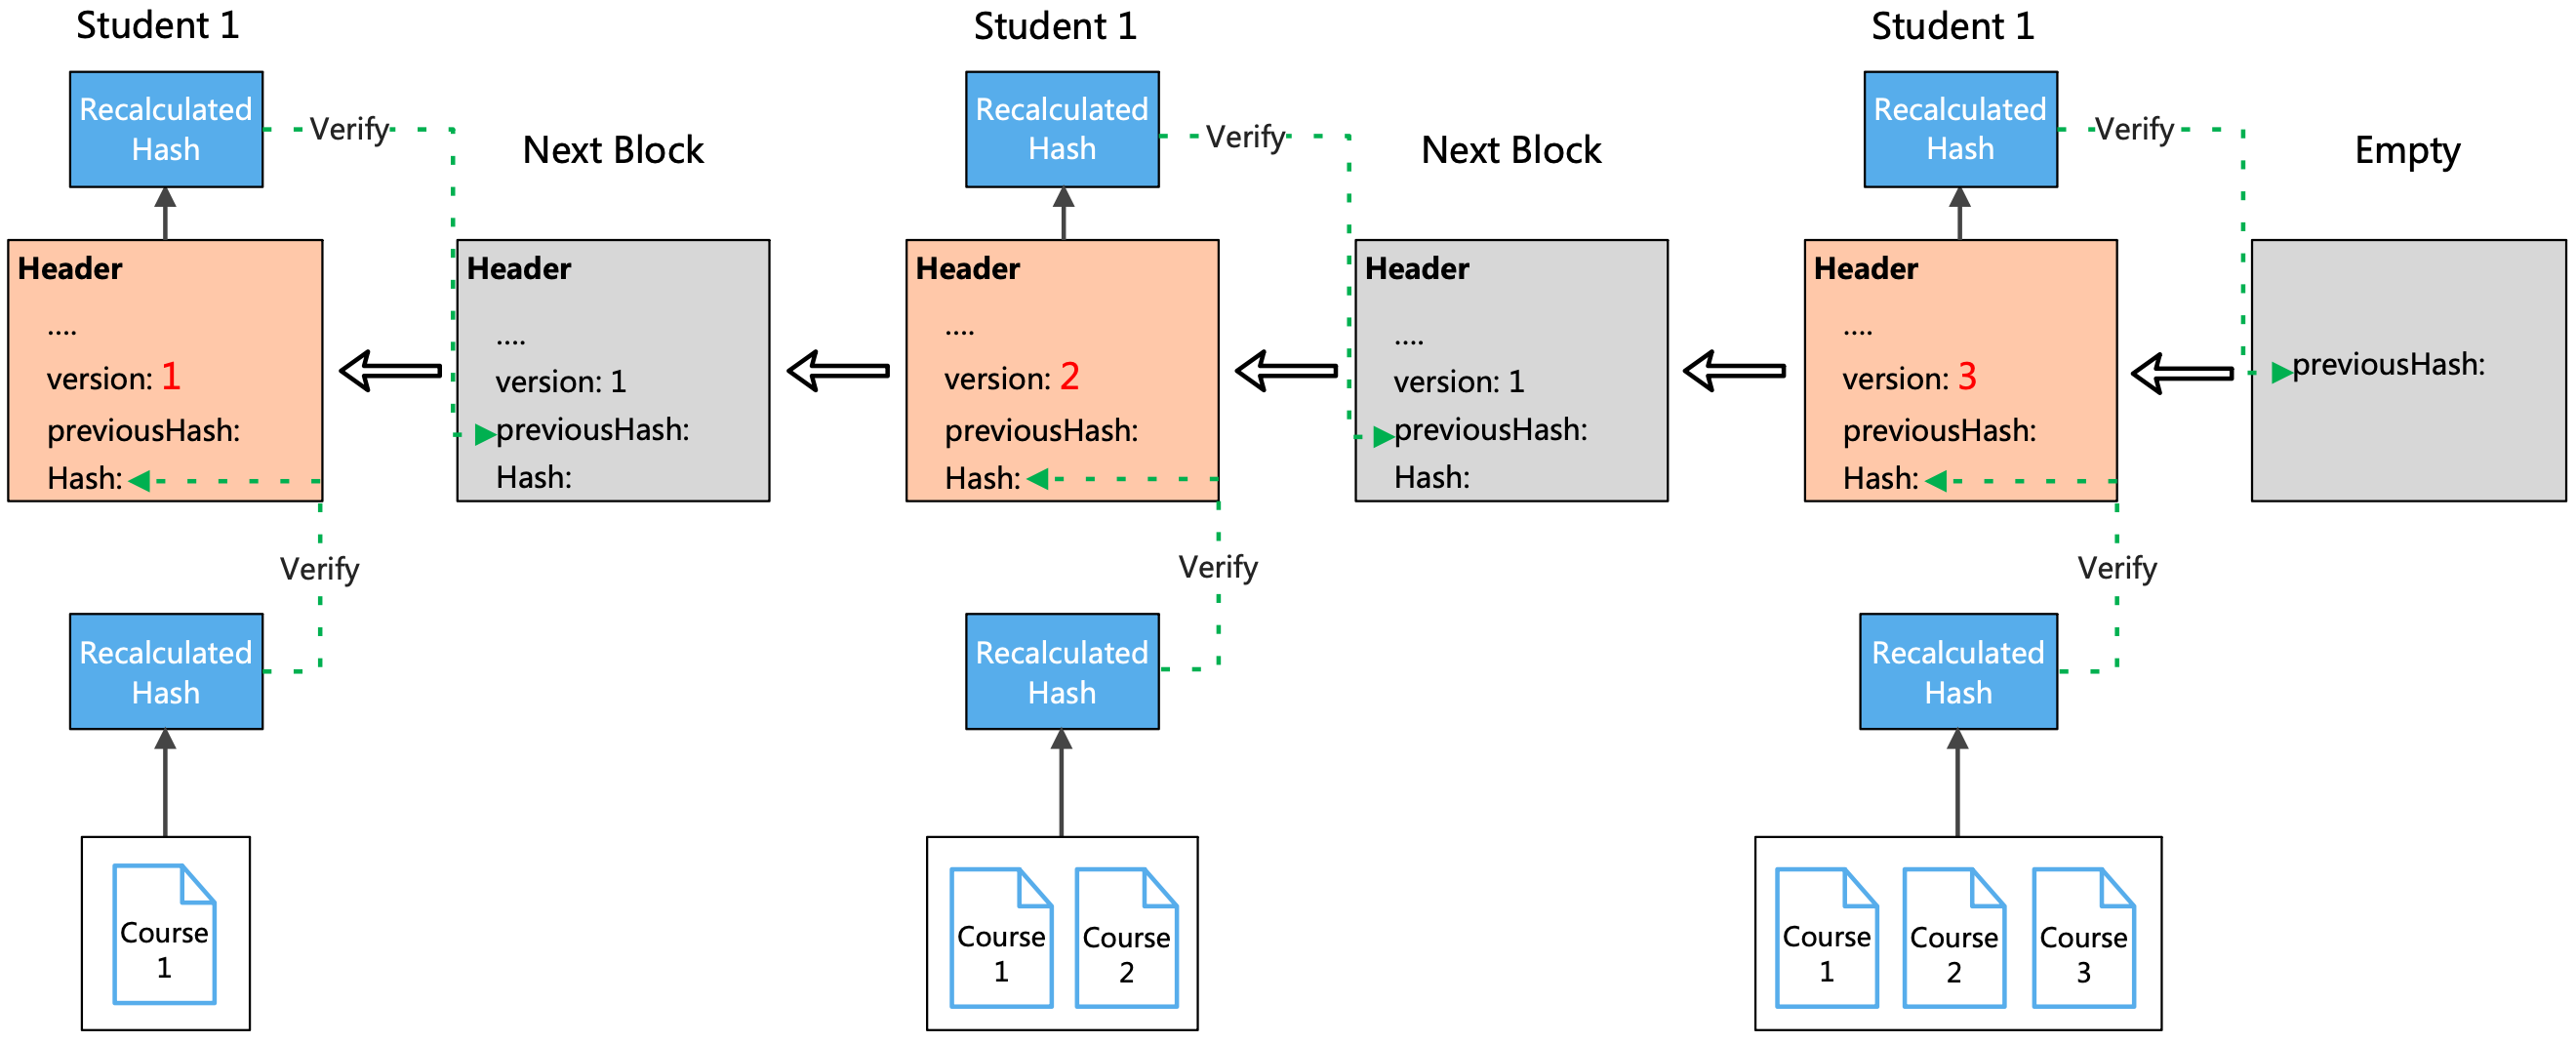 Student 1
Student 1
Student 1
Recalculated
Hash
Verify
Next Block
Recalculated
Hash
Verify
Next Block
Recalculated
Hash
Verify
Empty
Header
....
version: 1
previousHash:
Hash:
Header
....
version: 1
previousHash:
Hash:
Header
....
version: 2
previousHash:
Hash:
Header
....
version: 1
previousHash:
Hash:
Header
....
version: 3
previousHash:
Hash:
previousHash:
Verify
Verify
Verify
Recalculated
Hash
Recalculated
Hash
Recalculated
Hash
Course
1
Course
1
Course
2
Course
1
Course
2
Course
3